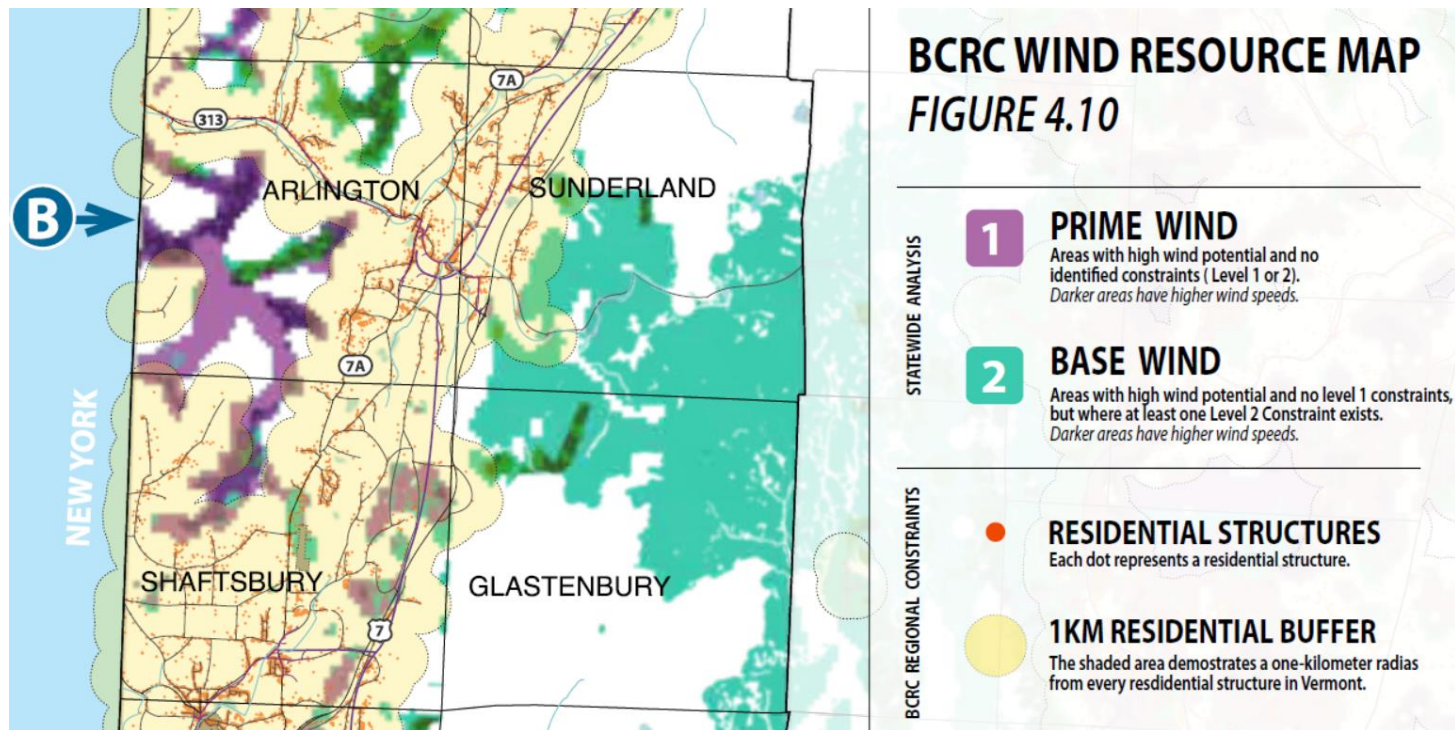 BCRC WIND RESOURCE MAP
FIGURE 4.10
7A
313
ARLINGTON
SUNDERLAND
B
7A
NEW YORK
SHAFTSBURY
GLASTENBURY
7
STATEWIDE ANALYSIS
1
PRIME WIND
Areas with high wind potential and no
identified constraints ( Level 1 or 2).
Darker areas have higher wind speeds.
2
BASE WIND
Areas with high wind potential and no level 1 constraints,
but where at least one Level 2 Constraint exists.
Darker areas have higher wind speeds.
BCRC REGIONAL CONSTRAINTS
RESIDENTIAL STRUCTURES
Each dot represents a residential structure.
1KM RESIDENTIAL BUFFER
The shaded area demostrates a one-kilometer radias
from every resdidential structure in Vermont.